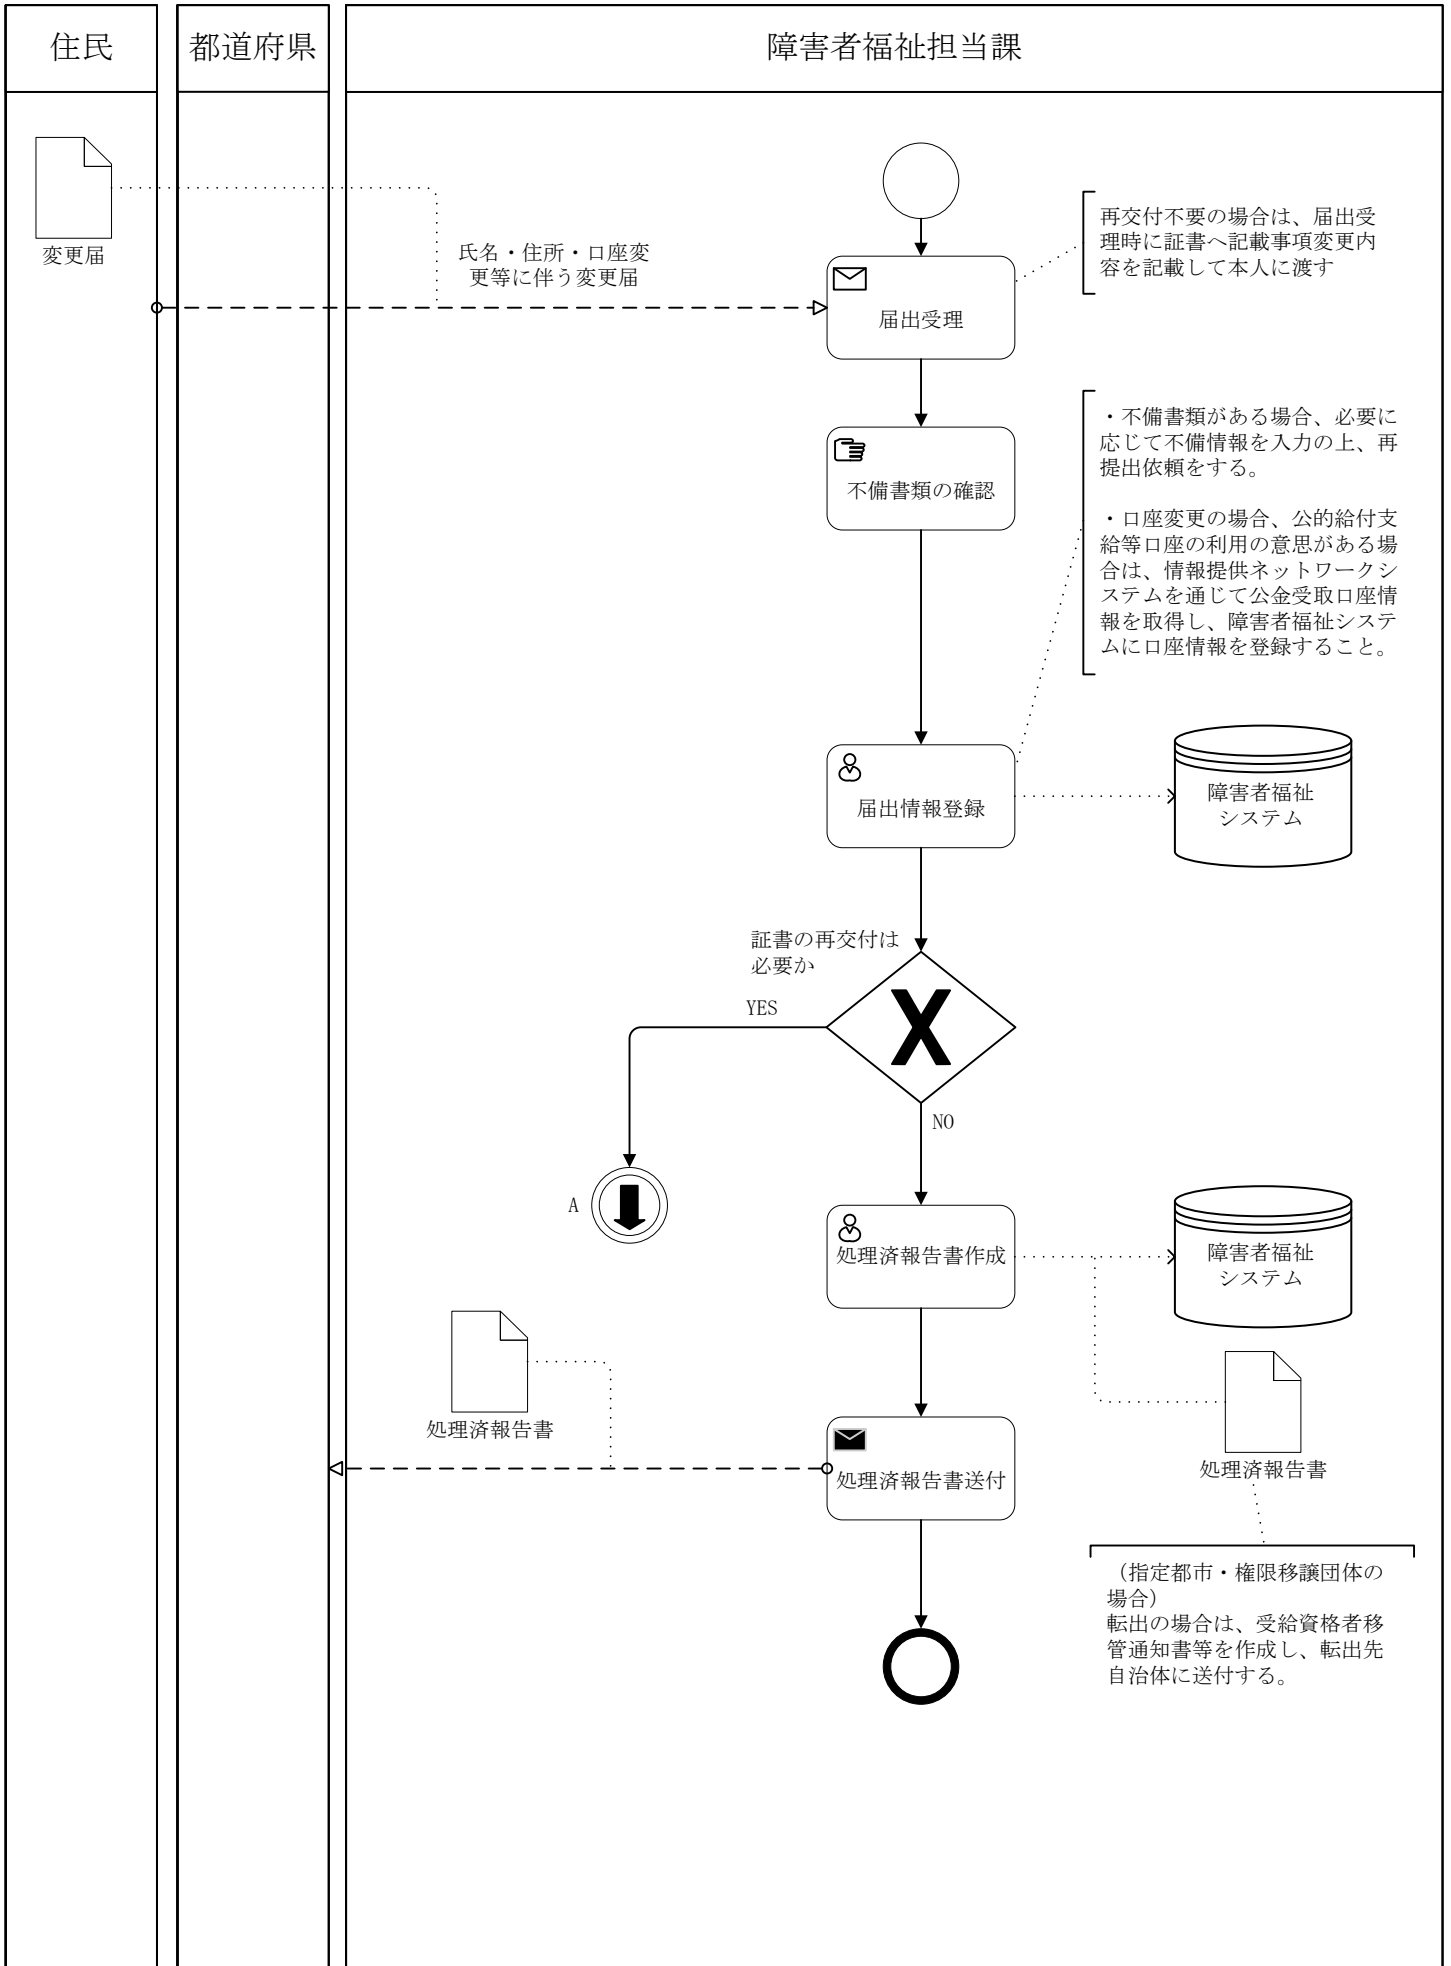 住民
都道府県
障害者福祉担当課
変更届
氏名・住所・口座変
更等に伴う変更届
届出受理
再交付不要の場合は、届出受
理時に証書へ記載事項変更内
容を記載して本人に渡す
不備書類の確認
・不備書類がある場合、必要に
応じて不備情報を入力の上、再
提出依頼をする。
・口座変更の場合、公的給付支
給等口座の利用の意思がある場
合は、情報提供ネットワークシ
ステムを通じて公金受取口座情
報を取得し、障害者福祉システ
ムに口座情報を登録すること。
届出情報登録
障害者福祉
システム
証書の再交付は
必要か
YES
NO
A
処理済報告書作成
障害者福祉
システム
処理済報告書
処理済報告書
処理済報告書送付
（指定都市・権限移譲団体の
場合）
転出の場合は、受給資格者移
管通知書等を作成し、転出先
自治体に送付する。